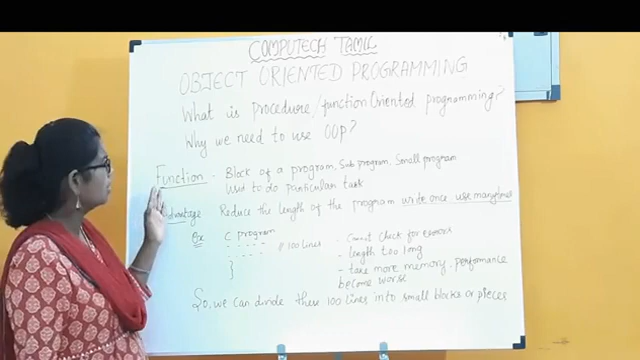 COMPUTECH TAMIL
OBJECT ORIENTED PROGRAMMING
What is procedure/function Oriented programming?
Why we need to use OOP?
Function - Block of a program, Sub program, Small program
Used to do particular task
Advantage Reduce the length of the program write once use manytimes
Ex C program
100 lines
}
- Cannot check for errors
- length too long
- take more memory. performance
become worse
So, we can divide these 100 lines into small blocks or pieces